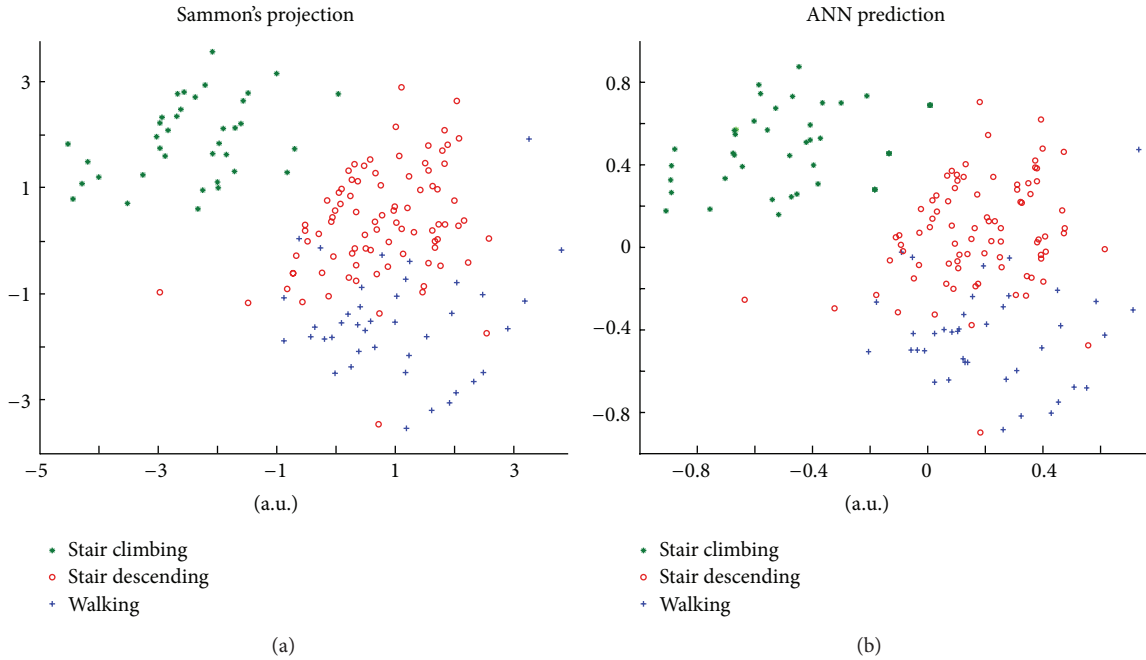 Sammon's projection
3
1
−1
−3
−5
−3
−1
1
3
(a.u.)
Stair climbing
Stair descending
Walking
(a)
ANN prediction
0.8
0.4
0
−0.4
−0.8
−0.8
−0.4
0
0.4
(a.u.)
Stair climbing
Stair descending
Walking
(b)